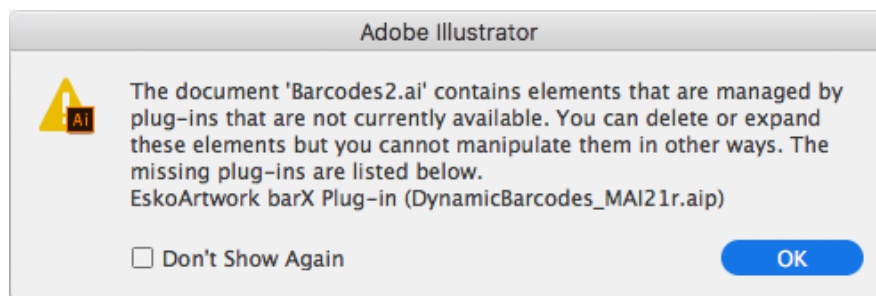 Adobe Illustrator
The document 'Barcodes2.ai' contains elements that are managed by
plug-ins that are not currently available. You can delete or expand
these elements but you cannot manipulate them in other ways. The
missing plug-ins are listed below.
EskoArtwork barX Plug-in (DynamicBarcodes_MAI21r.aip)
Ai
Don't Show Again
OK